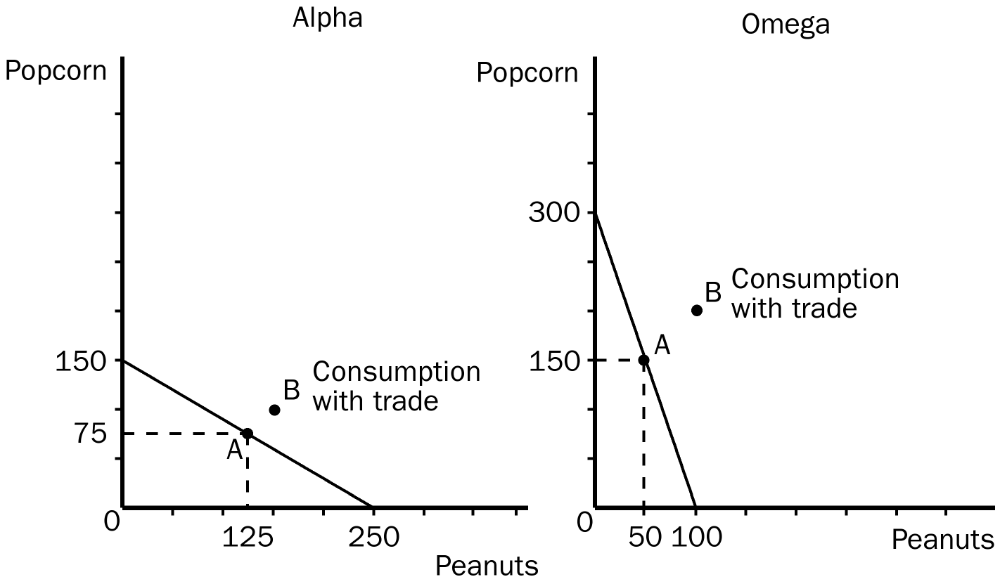 Alpha
Popcorn
150
75
0
125
250
Peanuts
A
B
Consumption
with trade
Omega
Popcorn
300
150
0
50
100
Peanuts
A
B
Consumption
with trade